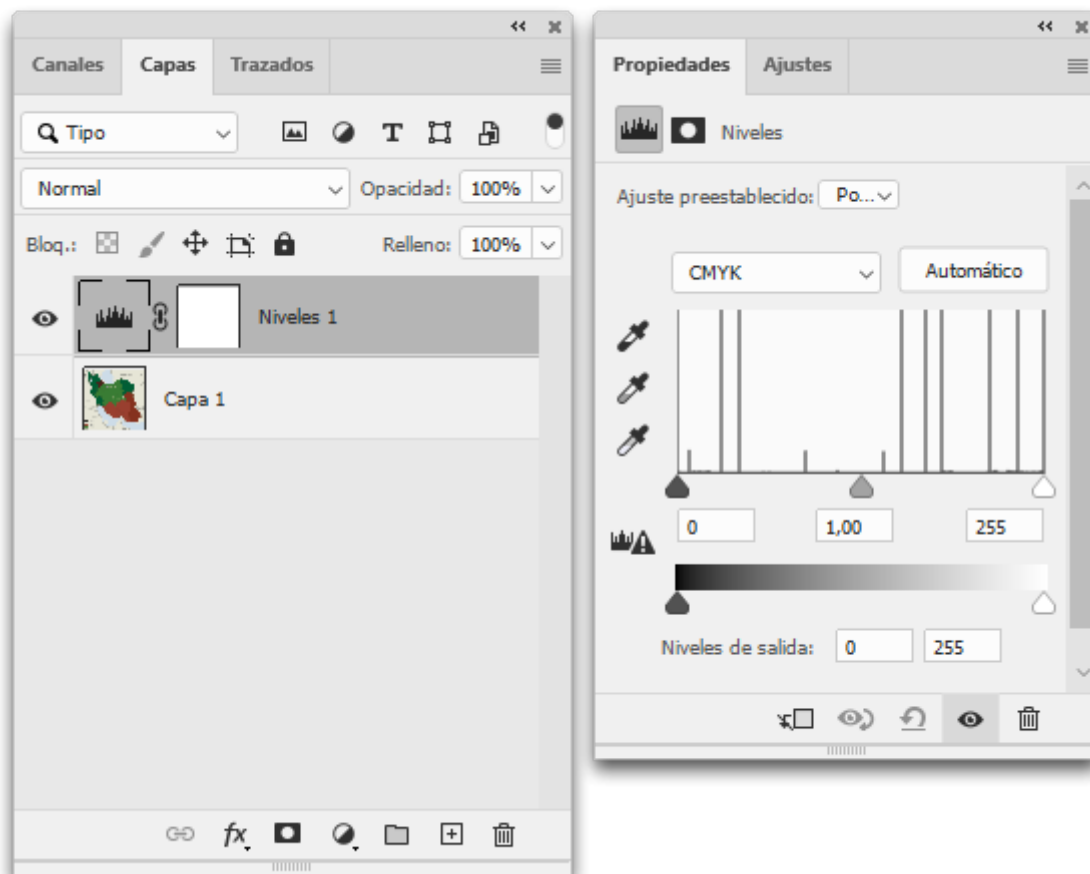 Canales Capas Trazados
Tipo
Normal Opacidad: 100%
Bloq.: Relleno: 100%
Niveles 1
Capa 1
fx
Propiedades Ajustes
Niveles
Ajuste preestablecido: Po...
CMYK Automático
0 1,00 255
Niveles de salida: 0 255